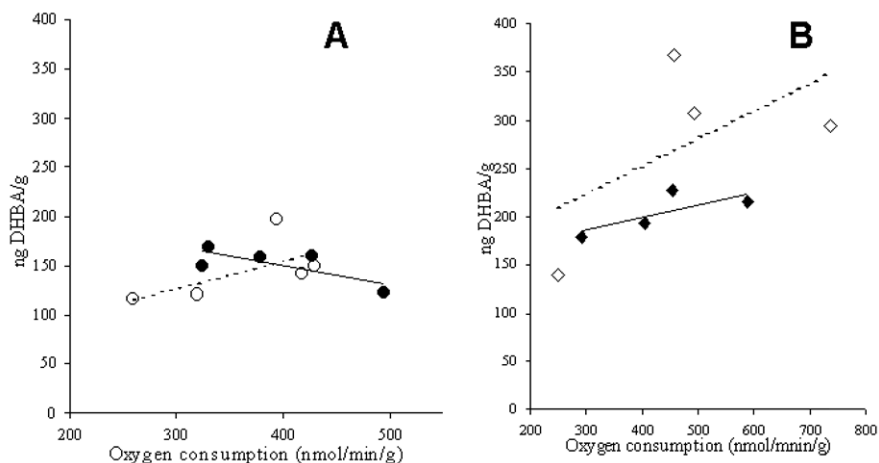 A
ng DHBA/g
400
350
300
250
200
150
100
50
0
200 300 400 500
Oxygen consumption (nmol/min/g)
B
ng DHBA/g
400
350
300
250
200
150
100
50
0
200 300 400 500 600 700 800
Oxygen consumption (nmol/mnin/g)